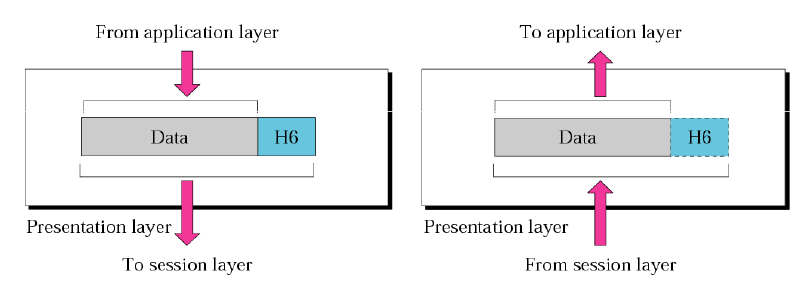 From application layer
Data
H6
Presentation layer
To session layer
To application layer
Data
H6
Presentation layer
From session layer